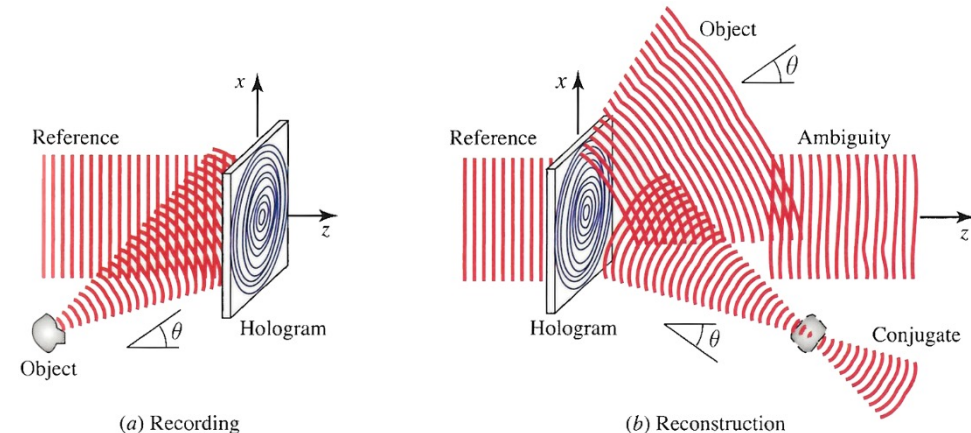 x
Reference
z
θ
Hologram
Object
(a) Recording
Object
θ
x
Reference
Ambiguity
z
Hologram
θ
Conjugate
(b) Reconstruction